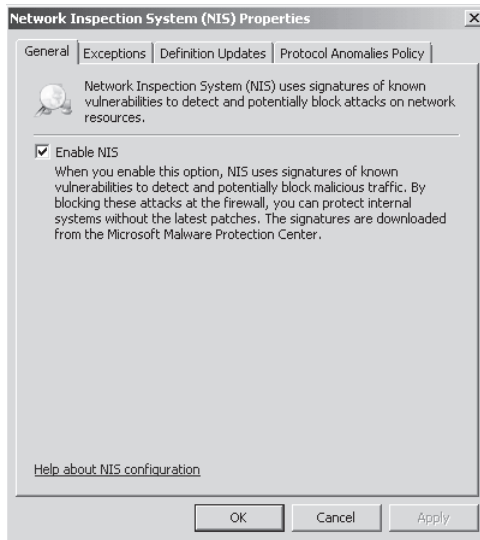 Network Inspection System (NIS) Properties
General
Exceptions
Definition Updates
Protocol Anomalies Policy
Network Inspection System (NIS) uses signatures of known
vulnerabilities to detect and potentially block attacks on network
resources.
Enable NIS
When you enable this option, NIS uses signatures of known
vulnerabilities to detect and potentially block malicious traffic. By
blocking these attacks at the firewall, you can protect internal
systems without the latest patches. The signatures are downloaded
from the Microsoft Malware Protection Center.
Help about NIS configuration
OK
Cancel
Apply